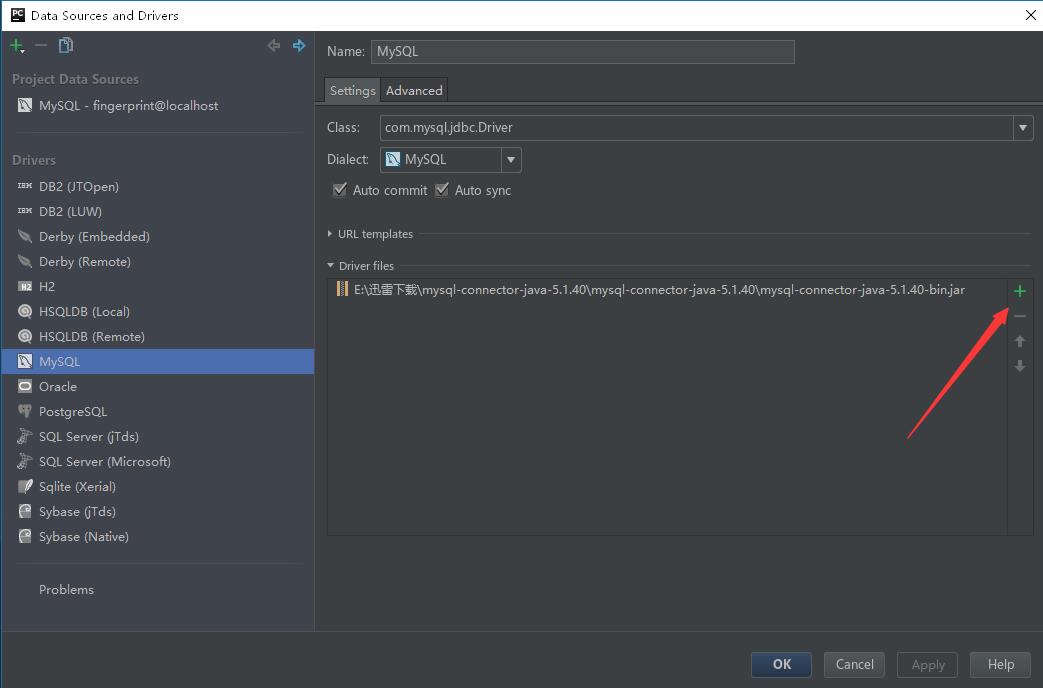 PC Data Sources and Drivers
Project Data Sources
MySQL - fingerprint@localhost
Drivers
IBM DB2 (JTOpen)
IBM DB2 (LUW)
Derby (Embedded)
Derby (Remote)
H2 H2
HSQLDB (Local)
HSQLDB (Remote)
MySQL
Oracle
PostgreSQL
SQL Server (jTds)
SQL Server (Microsoft)
Sqlite (Xerial)
Sybase (jTds)
Sybase (Native)
Problems
Name: MySQL
Settings Advanced
Class: com.mysql.jdbc.Driver
Dialect: MySQL
Auto commit Auto sync
URL templates
Driver files
E:\迅雷下载\mysql-connector-java-5.1.40\mysql-connector-java-5.1.40\mysql-connector-java-5.1.40-bin.jar
OK Cancel Apply Help